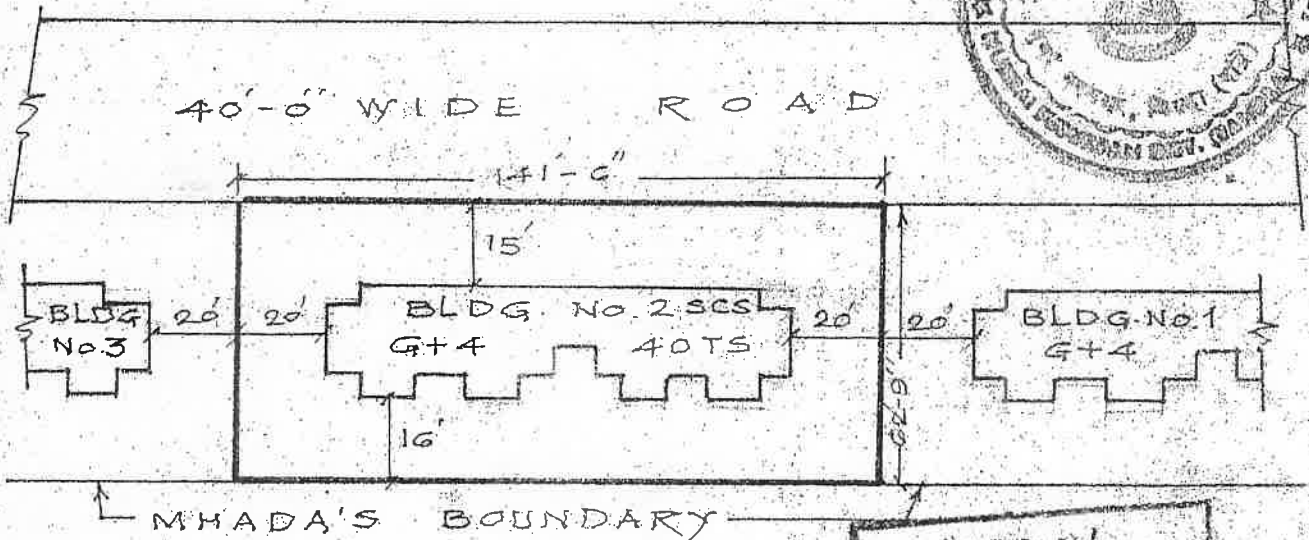 40'-0" WIDE ROAD
141'-6"
15'
BLDG
No.3
20'
20'
BLDG. No. 2 SCS
G+4 40TS
20'
20'
BLDG. No. 1
G+4
16'
MHADA'S BOUNDARY